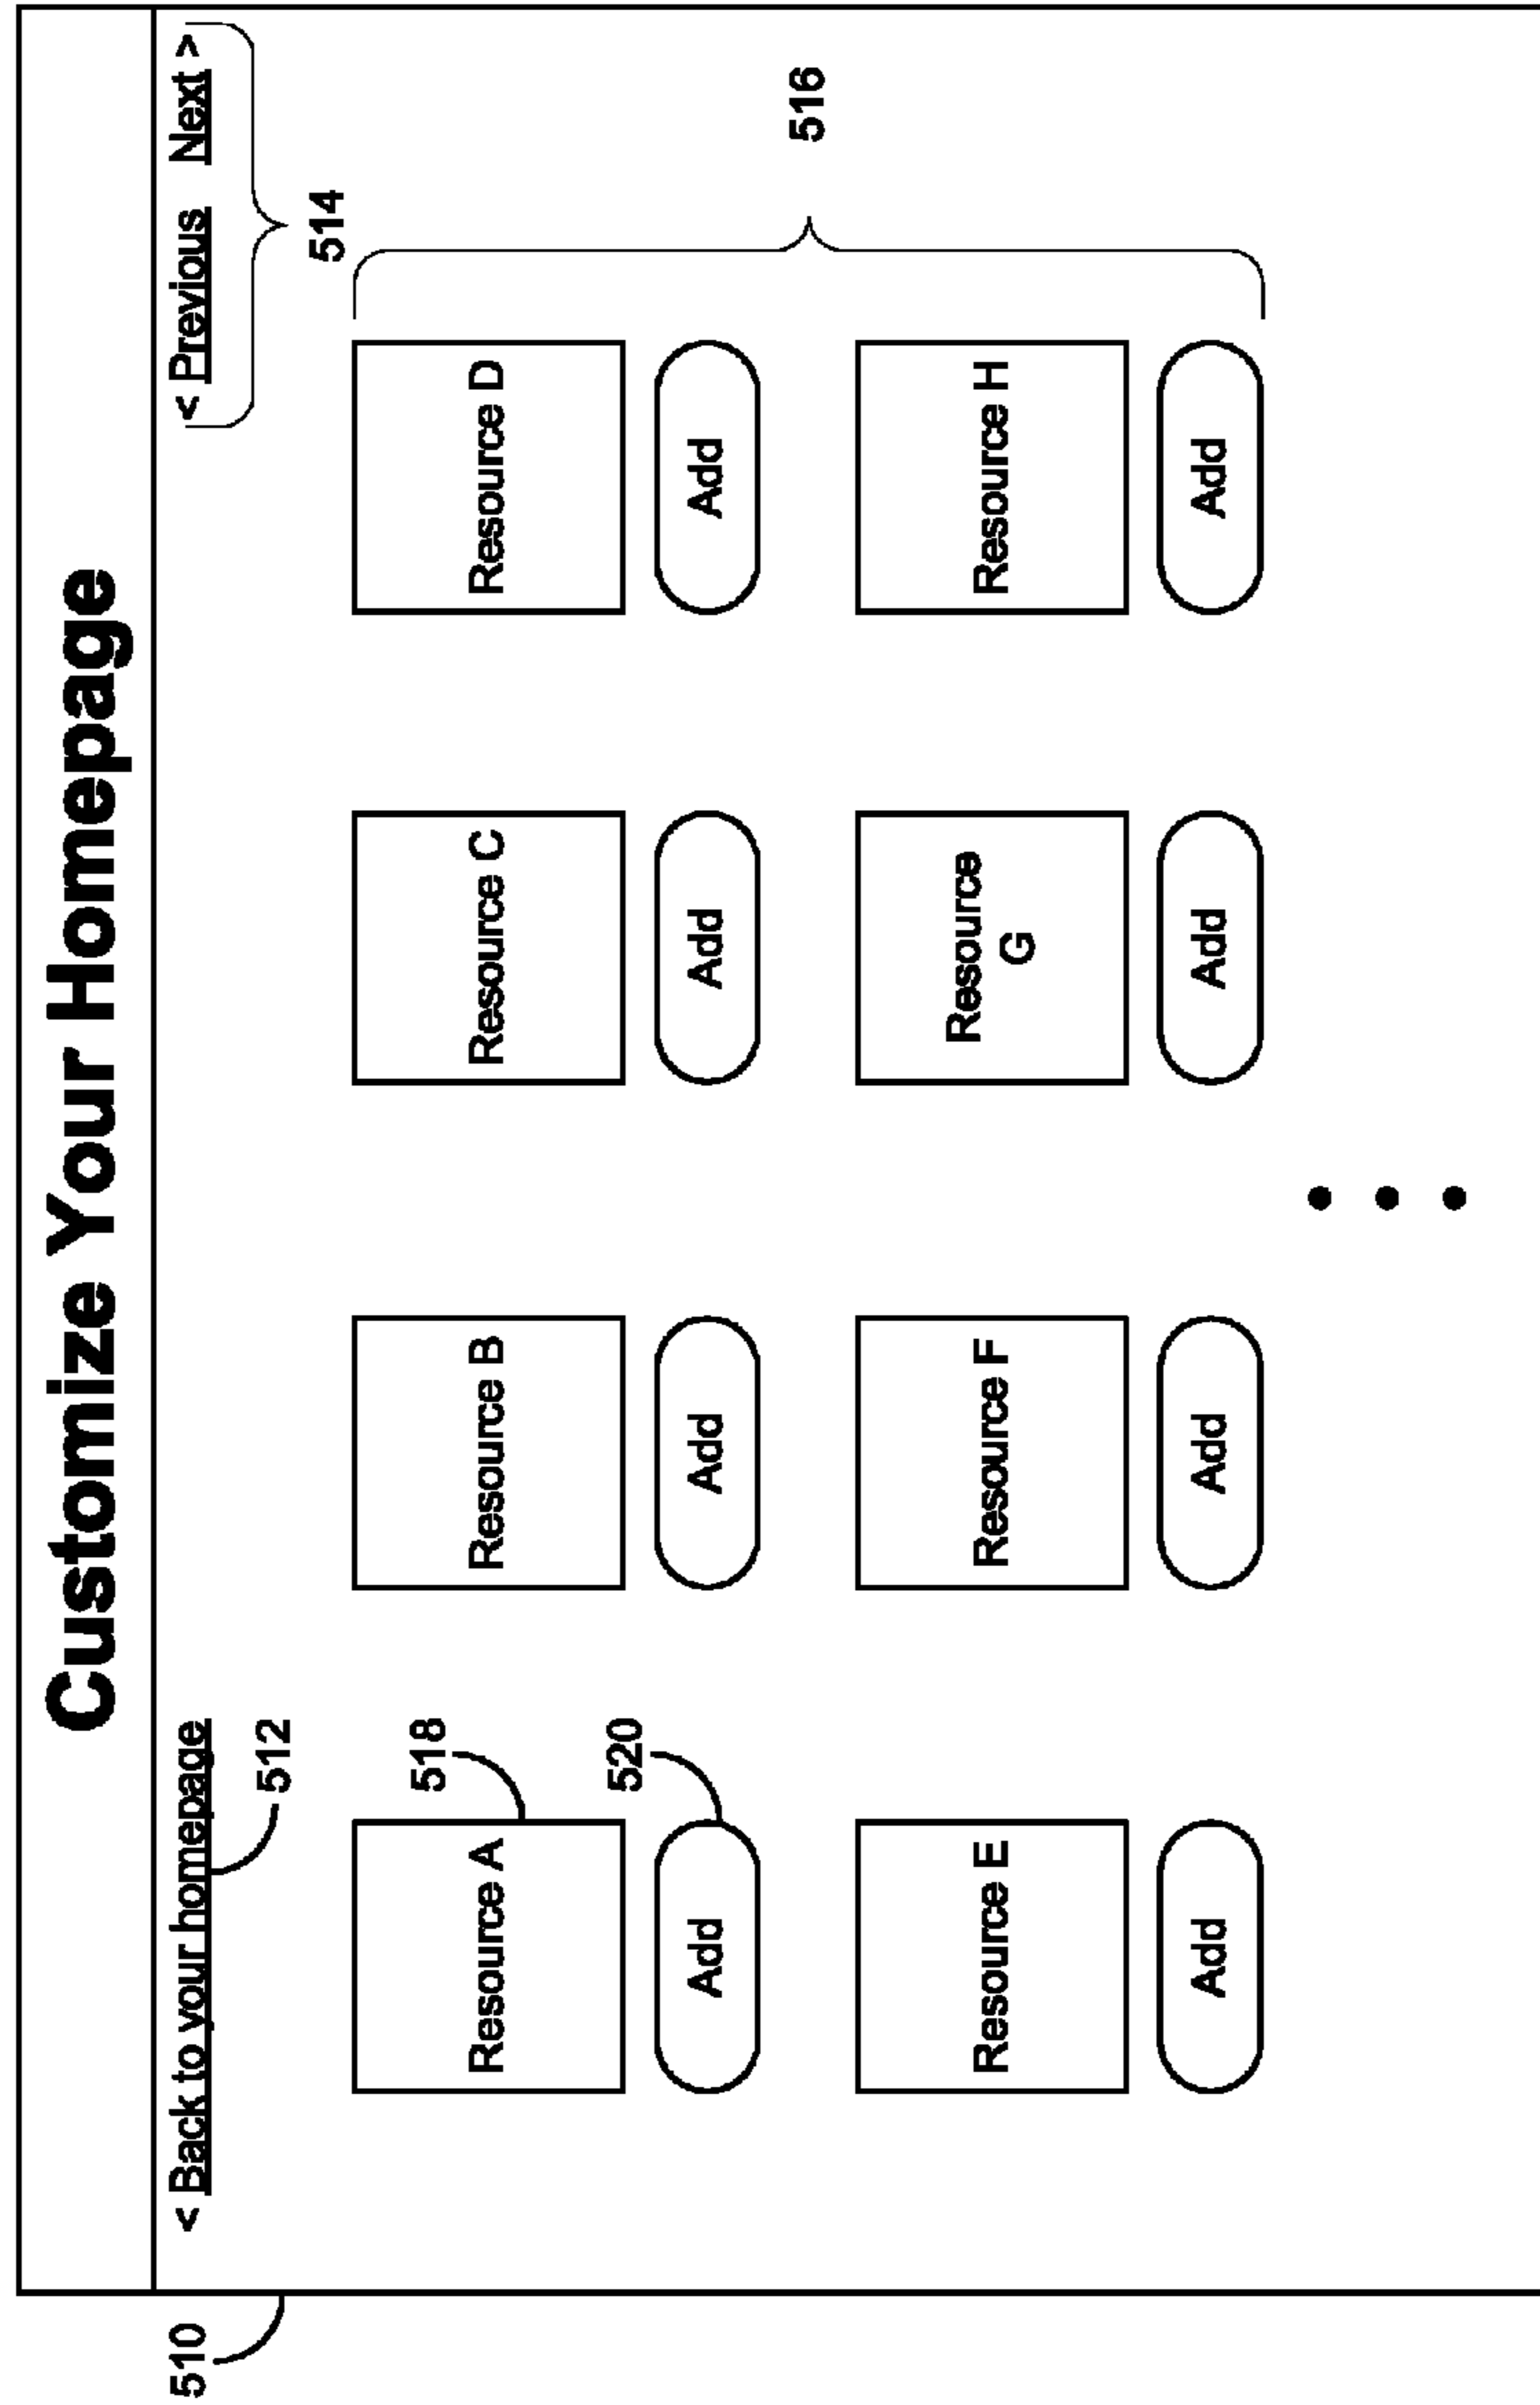 Customize Your Homepage
510
< Back to your homepage
< Previous Next >
512
514
518
Resource A
Resource B
Resource C
Resource D
516
520
Add
Add
Add
Add
Resource E
Resource F
Resource
G
Resource H
Add
Add
Add
Add